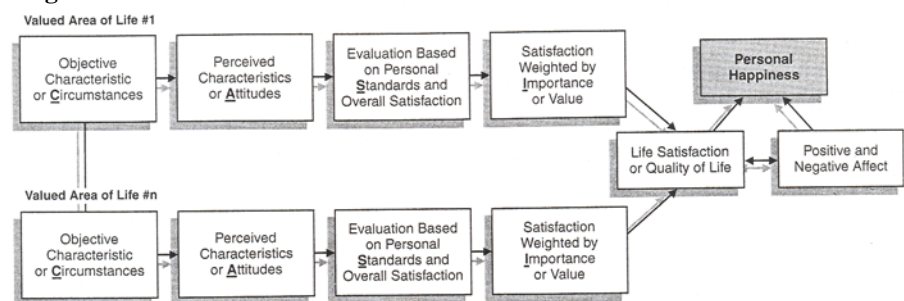 Valued Area of Life #1
Objective
Characteristic
or Circumstances
Perceived
Characteristics
or Attitudes
Evaluation Based
on Personal
Standards and
Overall Satisfaction
Satisfaction
Weighted by
Importance
or Value
Personal
Happiness
Life Satisfaction
or Quality of Life
Positive and
Negative Affect
Valued Area of Life #n
Objective
Characteristic
or Circumstances
Perceived
Characteristics
or Attitudes
Evaluation Based
on Personal
Standards and
Overall Satisfaction
Satisfaction
Weighted by
Importance
or Value